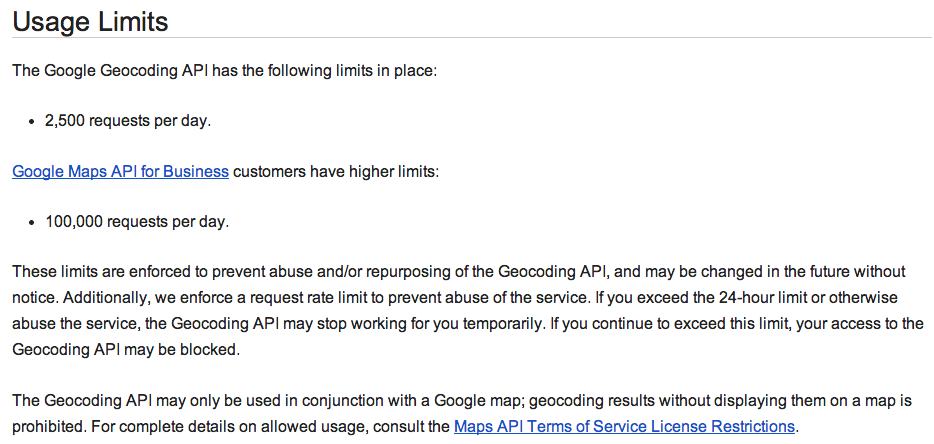 Usage Limits
The Google Geocoding API has the following limits in place:
• 2,500 requests per day.
Google Maps API for Business customers have higher limits:
• 100,000 requests per day.
These limits are enforced to prevent abuse and/or repurposing of the Geocoding API, and may be changed in the future without
notice. Additionally, we enforce a request rate limit to prevent abuse of the service. If you exceed the 24-hour limit or otherwise
abuse the service, the Geocoding API may stop working for you temporarily. If you continue to exceed this limit, your access to the
Geocoding API may be blocked.
The Geocoding API may only be used in conjunction with a Google map; geocoding results without displaying them on a map is
prohibited. For complete details on allowed usage, consult the Maps API Terms of Service License Restrictions.